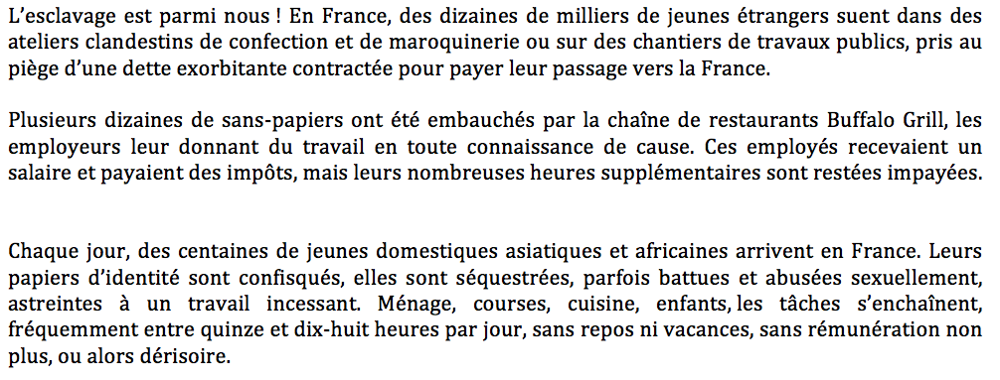 L’esclavage est parmi nous ! En France, des dizaines de milliers de jeunes étrangers suent dans des
ateliers clandestins de confection et de maroquinerie ou sur des chantiers de travaux publics, pris au
piège d’une dette exorbitante contractée pour payer leur passage vers la France.
Plusieurs dizaines de sans-papiers ont été embauchés par la chaîne de restaurants Buffalo Grill, les
employeurs leur donnant du travail en toute connaissance de cause. Ces employés recevaient un
salaire et payaient des impôts, mais leurs nombreuses heures supplémentaires sont restées impayées.
Chaque jour, des centaines de jeunes domestiques asiatiques et africaines arrivent en France. Leurs
papiers d’identité sont confisqués, elles sont séquestrées, parfois battues et abusées sexuellement,
astreintes à un travail incessant. Ménage, courses, cuisine, enfants, les tâches s’enchaînent,
fréquemment entre quinze et dix-huit heures par jour, sans repos ni vacances, sans rémunération non
plus, ou alors dérisoire.